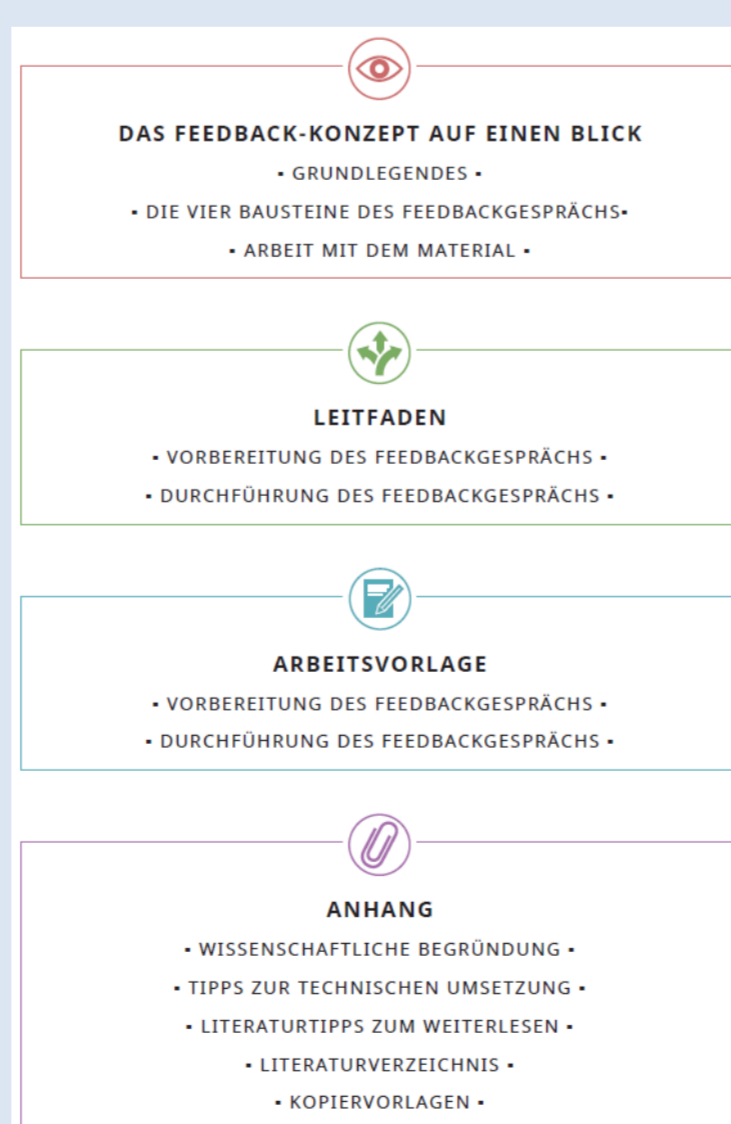 DAS FEEDBACK-KONZEPT AUF EINEN BLICK
▪ GRUNDLEGENDES ▪
▪ DIE VIER BAUSTEINE DES FEEDBACKGESPRÄCHS▪
▪ ARBEIT MIT DEM MATERIAL ▪
LEITFADEN
▪ VORBEREITUNG DES FEEDBACKGESPRÄCHS ▪
▪ DURCHFÜHRUNG DES FEEDBACKGESPRÄCHS ▪
ARBEITSVORLAGE
▪ VORBEREITUNG DES FEEDBACKGESPRÄCHS ▪
▪ DURCHFÜHRUNG DES FEEDBACKGESPRÄCHS ▪
ANHANG
▪ WISSENSCHAFTLICHE BEGRÜNDUNG ▪
▪ TIPPS ZUR TECHNISCHEN UMSETZUNG ▪
▪ LITERATURTIPPS ZUM WEITERLESEN ▪
▪ LITERATURVERZEICHNIS ▪
▪ KOPIERVORLAGEN ▪